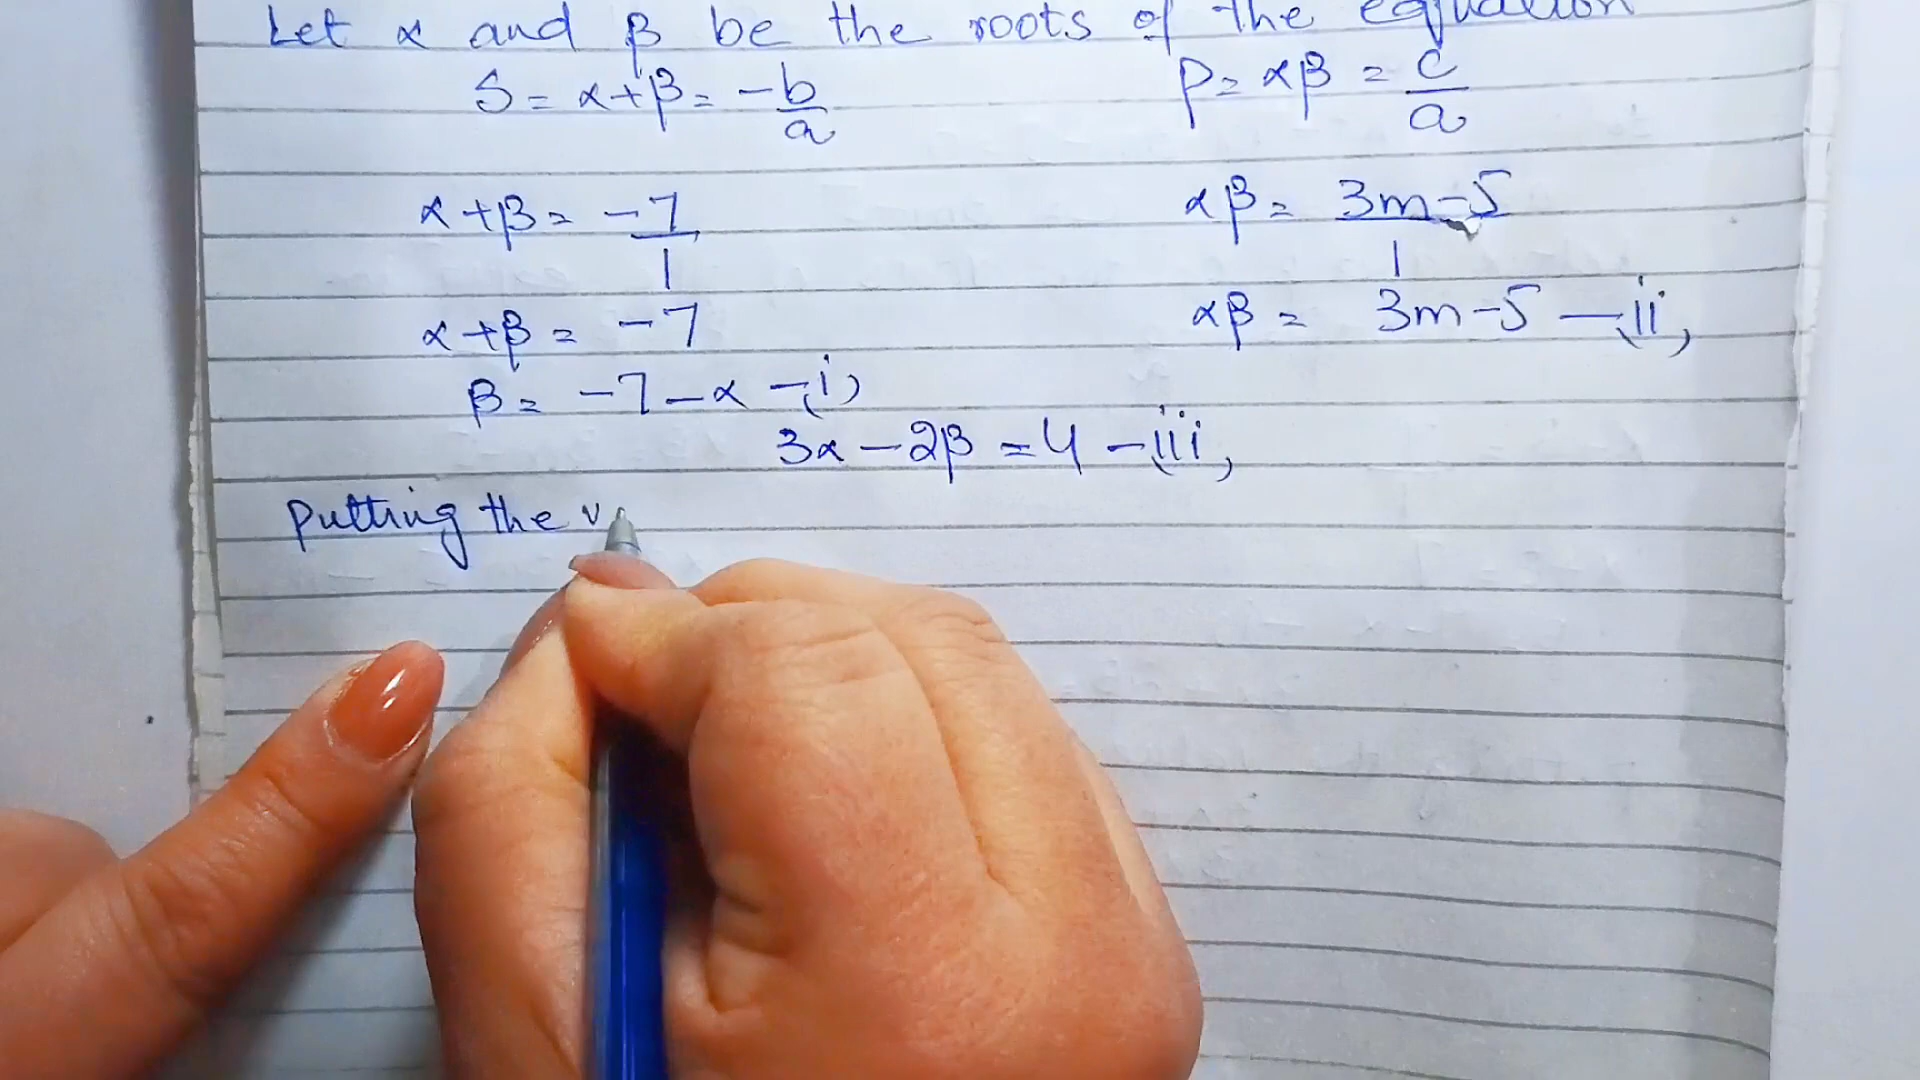 Let α and β be the roots of the equation
S = α+β = -b/a P = αβ = c/a
α+β = -7/1 αβ = 3m-5/1
α+β = -7 αβ = 3m-5 —(ii)
β = -7-α —(i)
3α-2β = 4 —(iii)
Putting the v